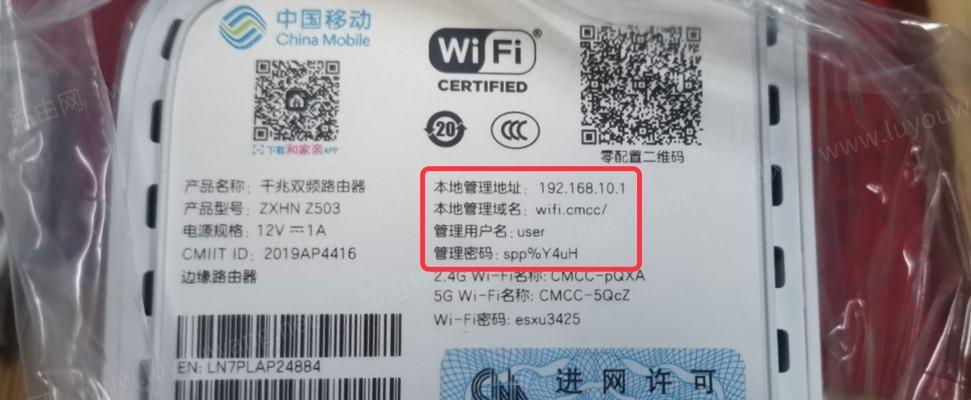 中国移动
China Mobile
Wi Fi
CERTIFIED
20
CCC
下载和家亲APP
零配置二维码
产品名称: 千兆双频路由器
产品型号: ZXHN Z503
电源规格: 12V⎓1A
CMIIT ID: 2019AP4416
边缘路由器
本地管理地址: 192.168.10.1
本地管理域名: wifi.cmcc/
管理用户名: user
管理密码: spp%Y4uH
2.4G Wi-Fi名称: CMCC-pQXA
5G Wi-Fi名称: CMCC-5QcZ
Wi-Fi密码: esxu3425
EN: LN7PLAP24884
进网许可
路由网